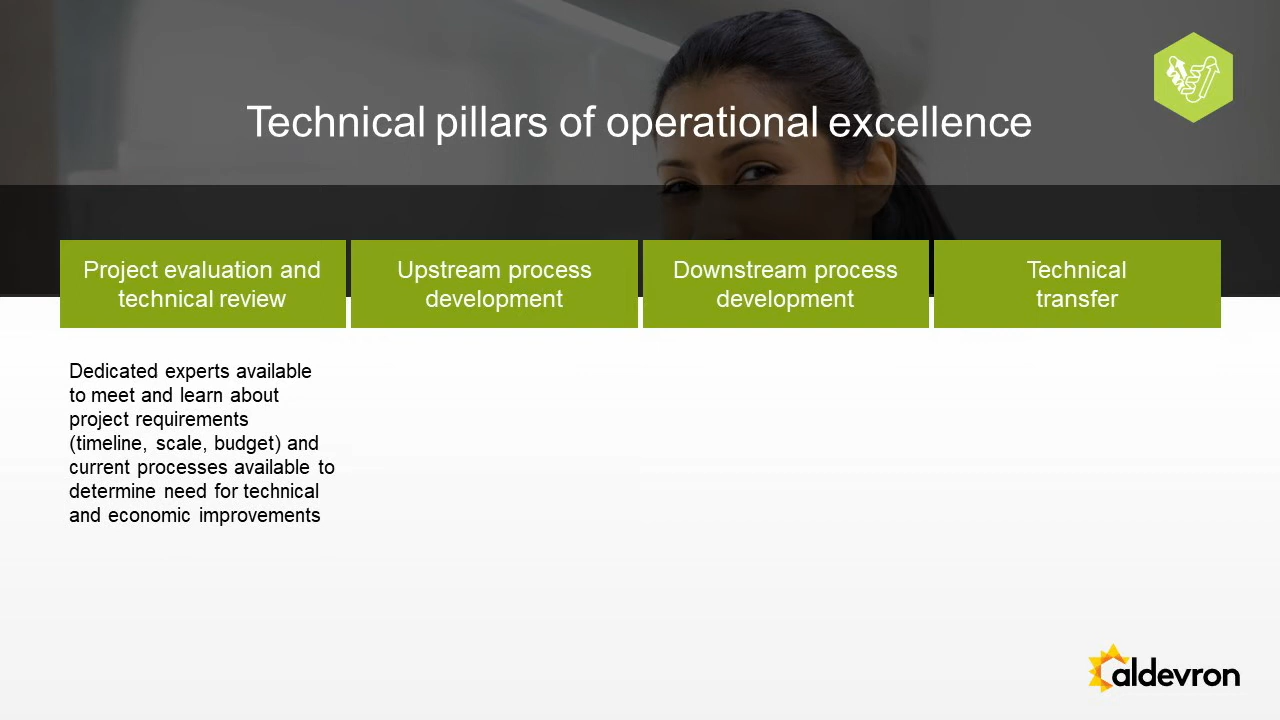 Technical pillars of operational excellence
Project evaluation and
technical review
Upstream process
development
Downstream process
development
Technical
transfer
Dedicated experts available
to meet and learn about
project requirements
(timeline, scale, budget) and
current processes available to
determine need for technical
and economic improvements
aldevron